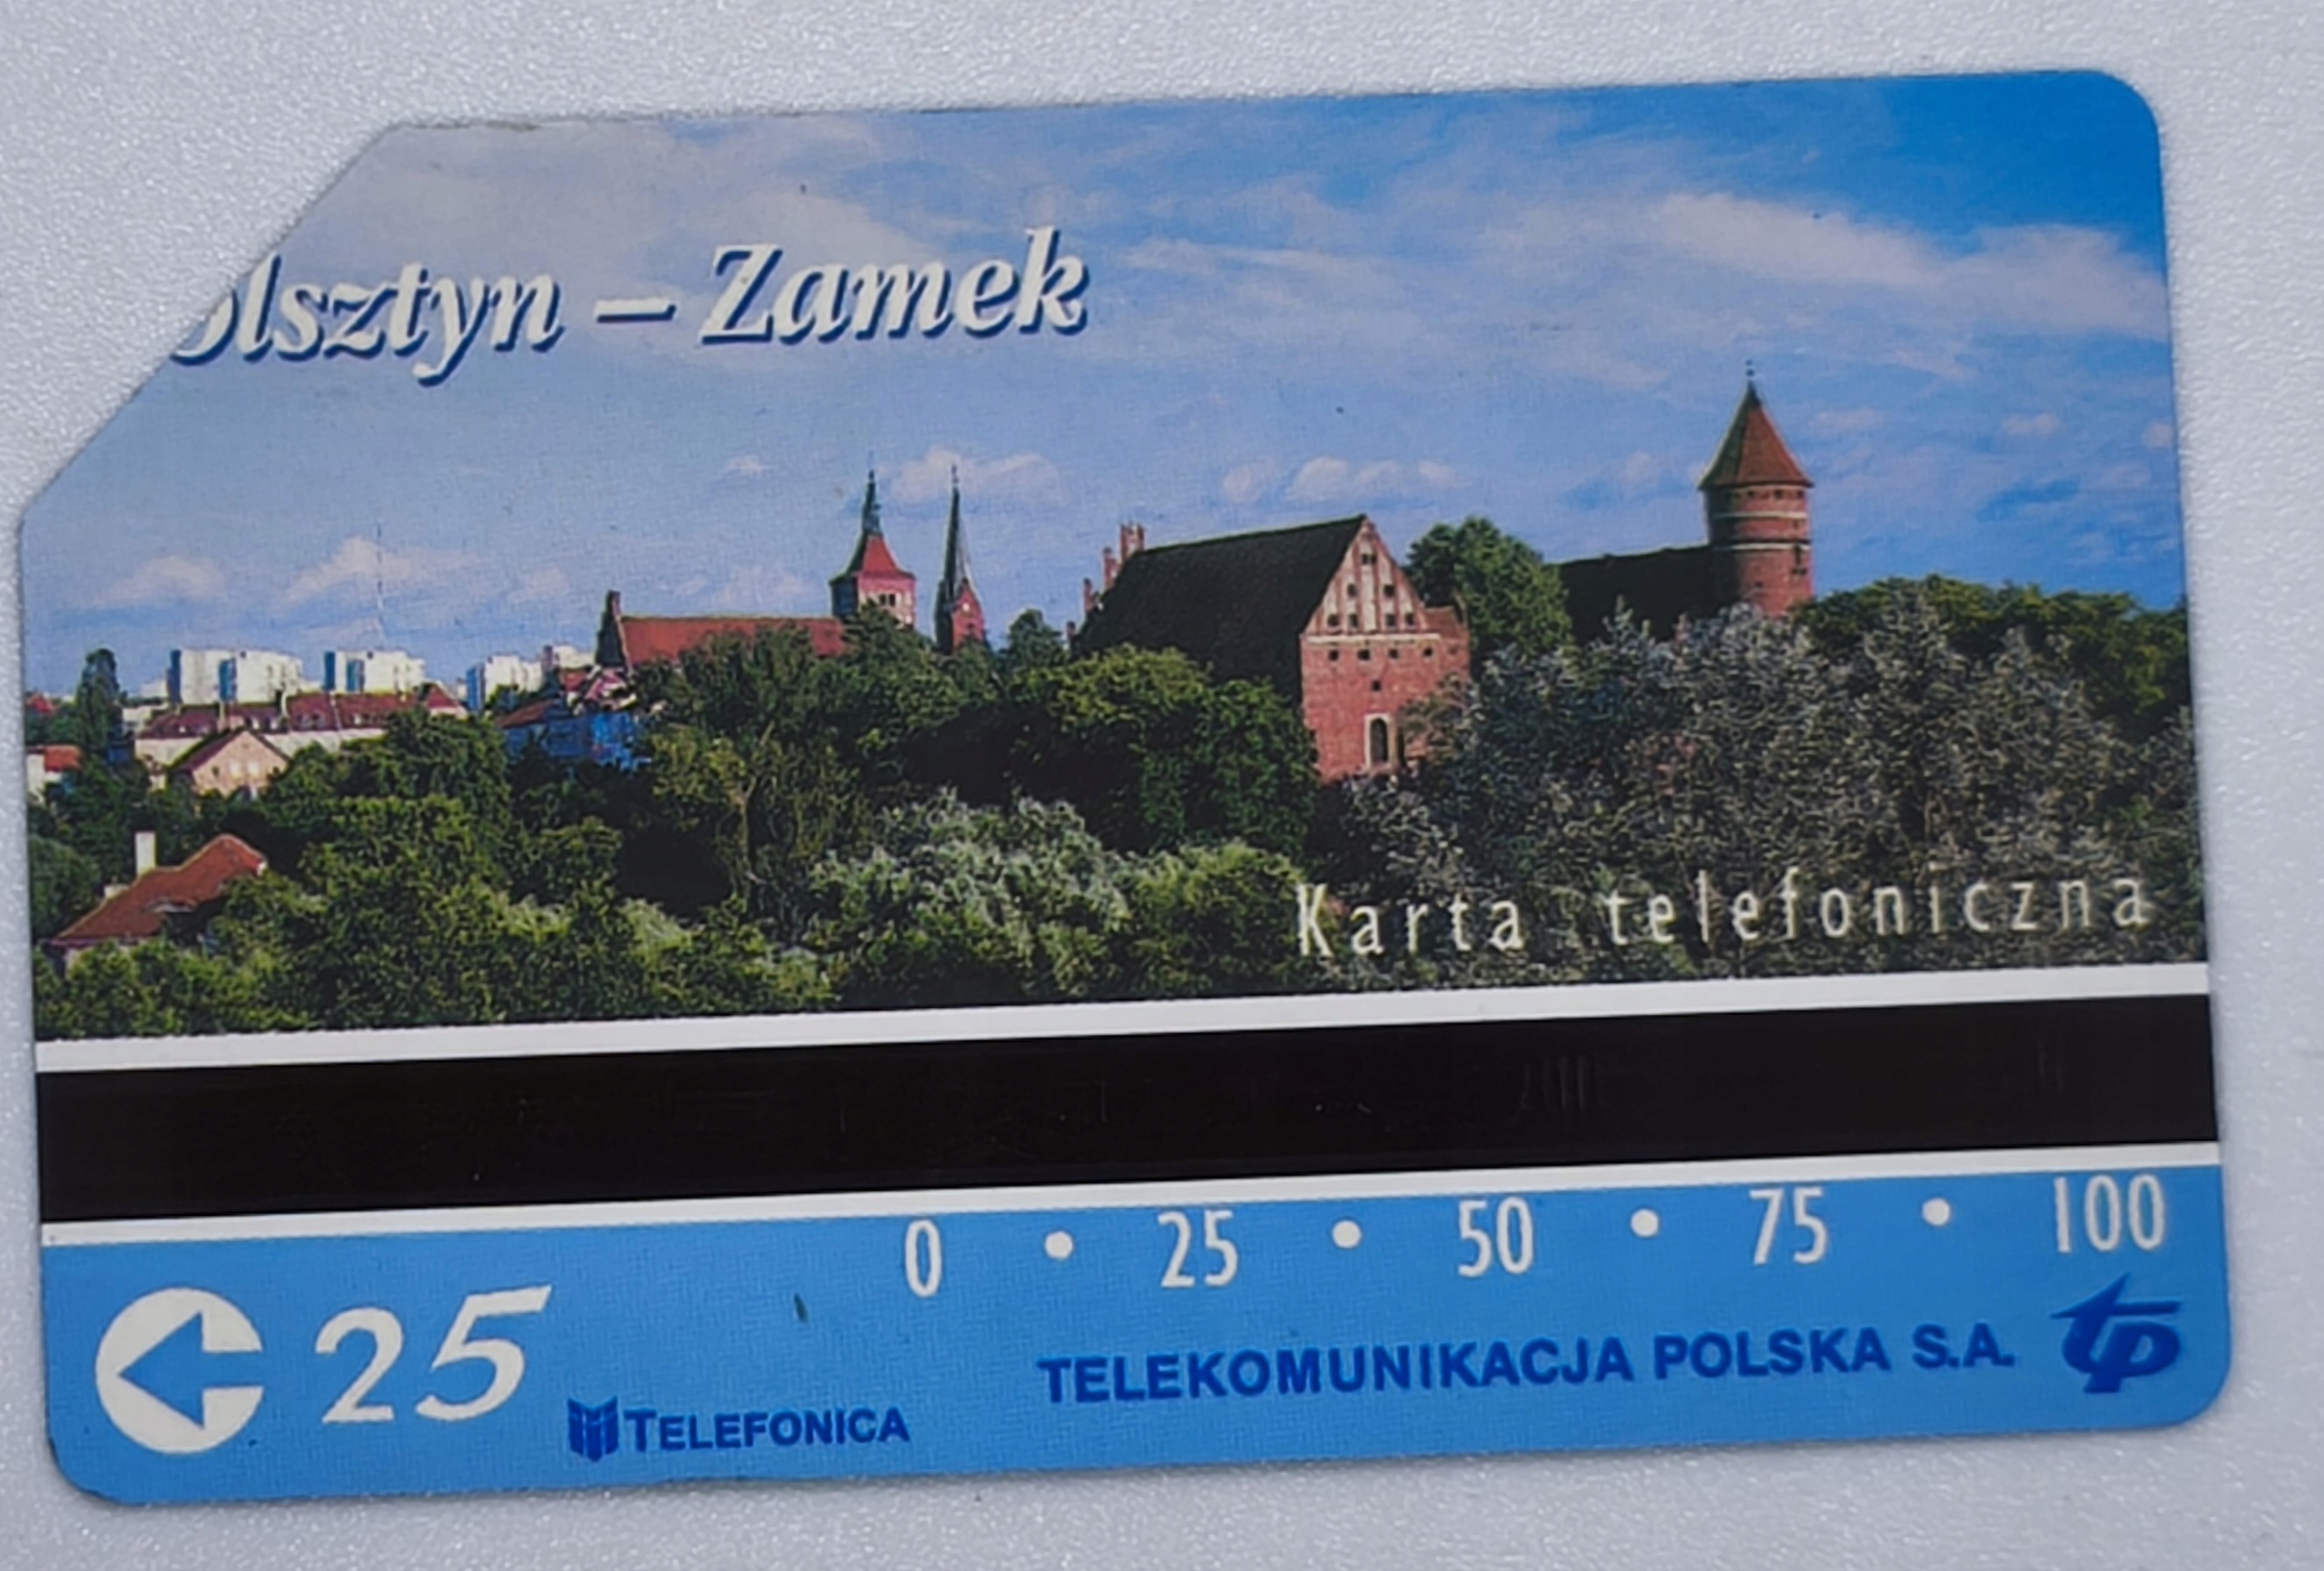 Olsztyn – Zamek
Karta telefoniczna
0 • 25 • 50 • 75 • 100
25
TELEFONICA
TELEKOMUNIKACJA POLSKA S.A. tp